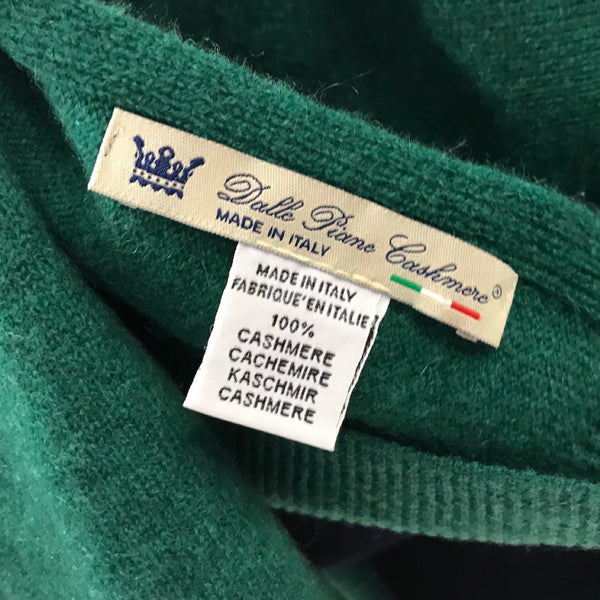 Dalle Piane Cashmere®
MADE IN ITALY
MADE IN ITALY
FABRIQUE' EN ITALIE
100%
CASHMERE
CACHEMIRE
KASCHMIR
CASHMERE